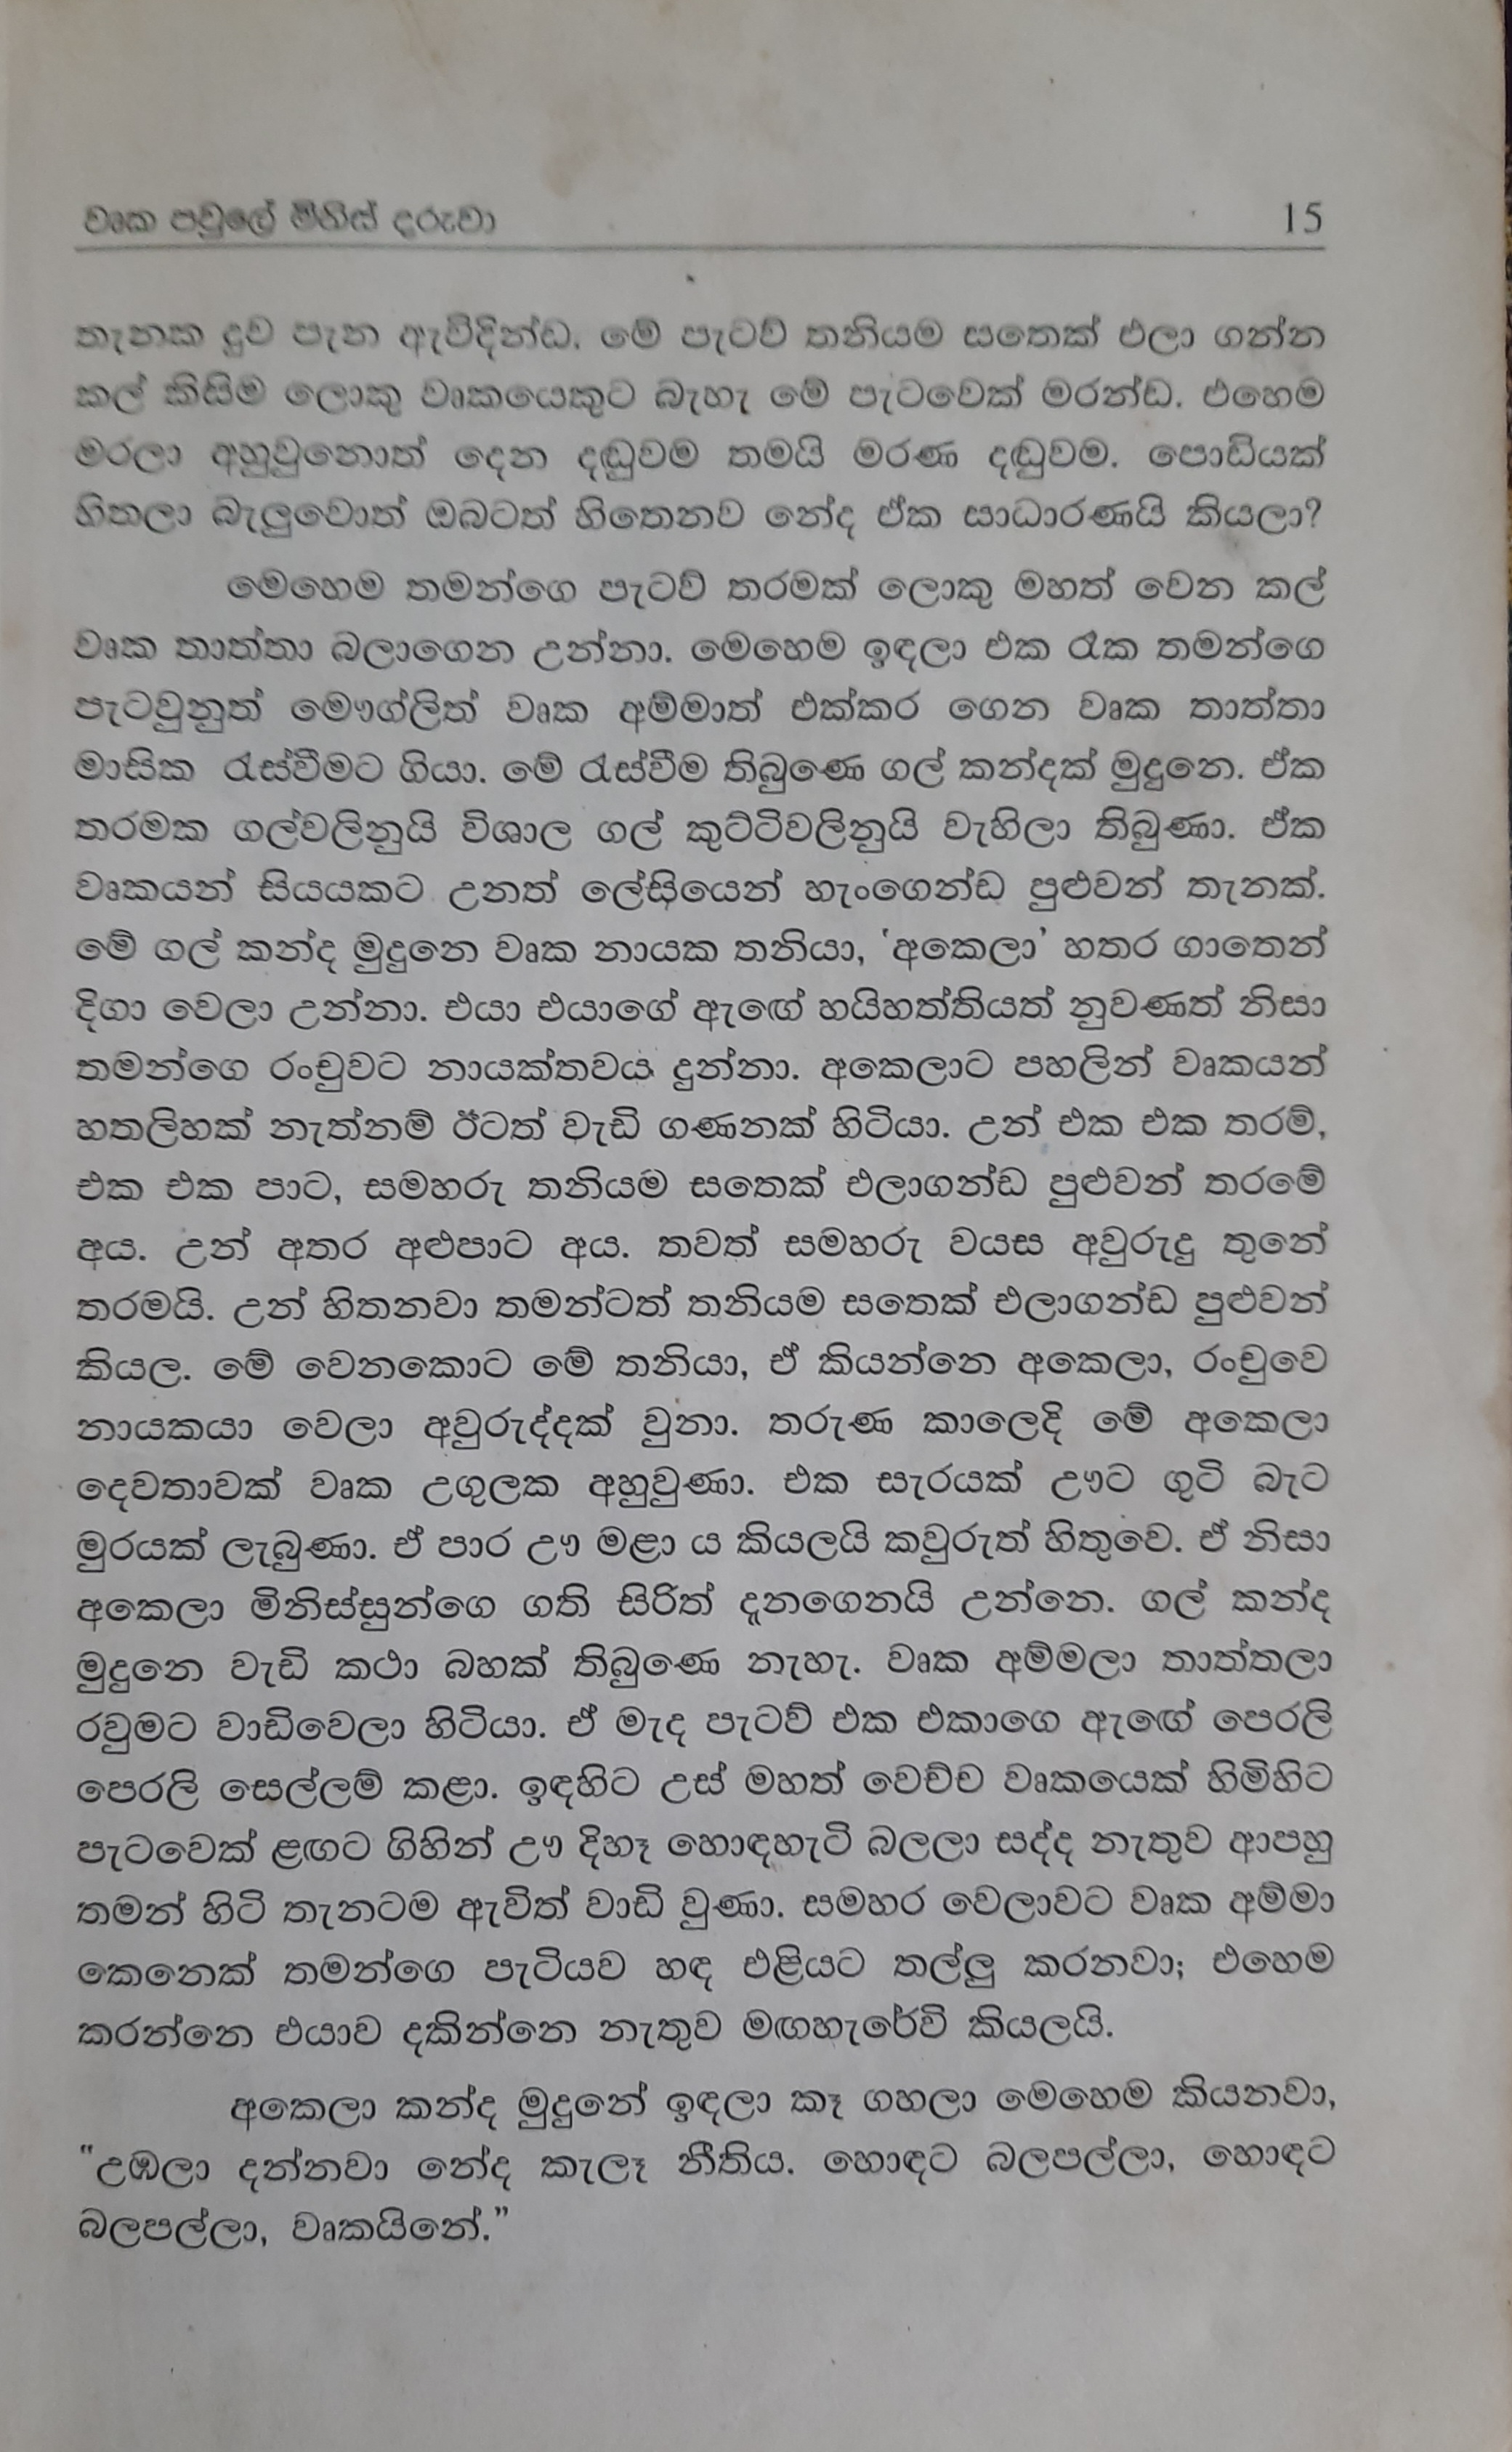 වෘක පවුලේ මිනිස් දරුවා 15
තැනක දුව පැන ඇවිදින්ඩ. මේ පැටව් තනියම සතෙක් එලා ගන්න
කල් කිසිම ලොකු වෘකයෙකුට බැහැ මේ පැටවෙක් මරන්ඩ. එහෙම
මරලා අහුවුනොත් දෙන දඬුවම තමයි මරණ දඬුවම. පොඩියක්
හිතලා බැලුවොත් ඔබටත් හිතෙනව නේද ඒක සාධාරණයි කියලා?
මෙහෙම තමන්ගෙ පැටව් තරමක් ලොකු මහත් වෙන කල්
වෘක තාත්තා බලාගෙන උන්නා. මෙහෙම ඉඳලා එක රෑක තමන්ගෙ
පැටවුනුත් මෞග්ලිත් වෘක අම්මාත් එක්කර ගෙන වෘක තාත්තා
මාසික රැස්වීමට ගියා. මේ රැස්වීම තිබුණෙ ගල් කන්දක් මුදුනෙ. ඒක
තරමක ගල්වලිනුයි විශාල ගල් කුට්ටිවලිනුයි වැහිලා තිබුණා. ඒක
වෘකයන් සියයකට උනත් ලේසියෙන් හැංගෙන්ඩ පුළුවන් තැනක්.
මේ ගල් කන්ද මුදුනෙ වෘක නායක තනියා, ‘අකෙලා’ හතර ගාතෙන්
දිගා වෙලා උන්නා. එයා එයාගේ ඇඟේ හයිහත්තියත් නුවණත් නිසා
තමන්ගෙ රංචුවට නායක්තවය දුන්නා. අකෙලාට පහලින් වෘකයන්
හතලිහක් නැත්නම් ඊටත් වැඩි ගණනක් හිටියා. උන් එක එක තරම්,
එක එක පාට, සමහරු තනියම සතෙක් එලාගන්ඩ පුළුවන් තරමේ
අය. උන් අතර අළුපාට අය. තවත් සමහරු වයස අවුරුදු තුනේ
තරමයි. උන් හිතනවා තමන්ටත් තනියම සතෙක් එලාගන්ඩ පුළුවන්
කියල. මේ වෙනකොට මේ තනියා, ඒ කියන්නෙ අකෙලා, රංචුවෙ
නායකයා වෙලා අවුරුද්දක් වුනා. තරුණ කාලෙදි මේ අකෙලා
දෙවතාවක් වෘක උගුලක අහුවුණා. එක සැරයක් ඌට ගුටි බැට
මුරයක් ලැබුණා. ඒ පාර ඌ මළා ය කියලයි කවුරුත් හිතුවෙ. ඒ නිසා
අකෙලා මිනිස්සුන්ගෙ ගති සිරිත් දැනගෙනයි උන්නෙ. ගල් කන්ද
මුදුනෙ වැඩි කථා බහක් තිබුණෙ නැහැ. වෘක අම්මලා තාත්තලා
රවුමට වාඩිවෙලා හිටියා. ඒ මැද පැටව් එක එකාගෙ ඇඟේ පෙරලි
පෙරලි සෙල්ලම් කළා. ඉඳහිට උස් මහත් වෙච්ච වෘකයෙක් හිමිහිට
පැටවෙක් ළඟට ගිහින් ඌ දිහෑ හොඳහැටි බලලා සද්ද නැතුව ආපහු
තමන් හිටි තැනටම ඇවිත් වාඩි වුණා. සමහර වෙලාවට වෘක අම්මා
කෙනෙක් තමන්ගෙ පැටියව හඳ එළියට තල්ලු කරනවා; එහෙම
කරන්නෙ එයාව දකින්නෙ නැතුව මඟහැරේවි කියලයි.
අකෙලා කන්ද මුදුනේ ඉඳලා කෑ ගහලා මෙහෙම කියනවා,
“උඹලා දන්නවා නේද කැලෑ නීතිය. හොඳට බලපල්ලා, හොඳට
බලපල්ලා, වෘකයිනේ.”